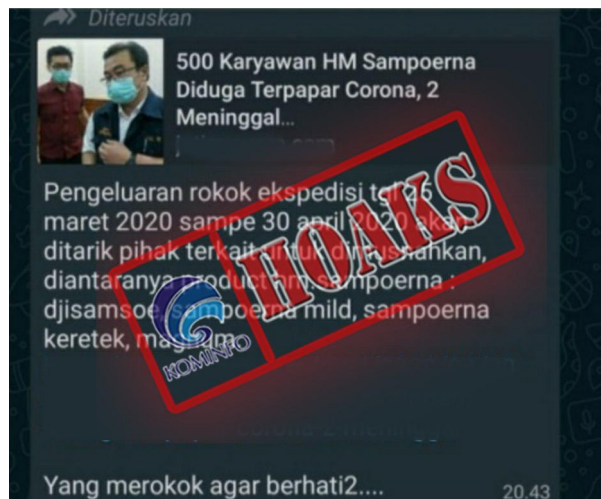 Diteruskan
500 Karyawan HM Sampoerna
Diduga Terpapar Corona, 2
Meninggal...
Pengeluaran rokok ekspedisi tgl 25
maret 2020 sampe 30 april 2020 akan
ditarik pihak terkait untuk dimusnahkan,
diantaranya product hm sampoerna :
djisamsoe, sampoerna mild, sampoerna
keretek, magnum
HOAKS
KOMINFO
Yang merokok agar berhati2....
20.43